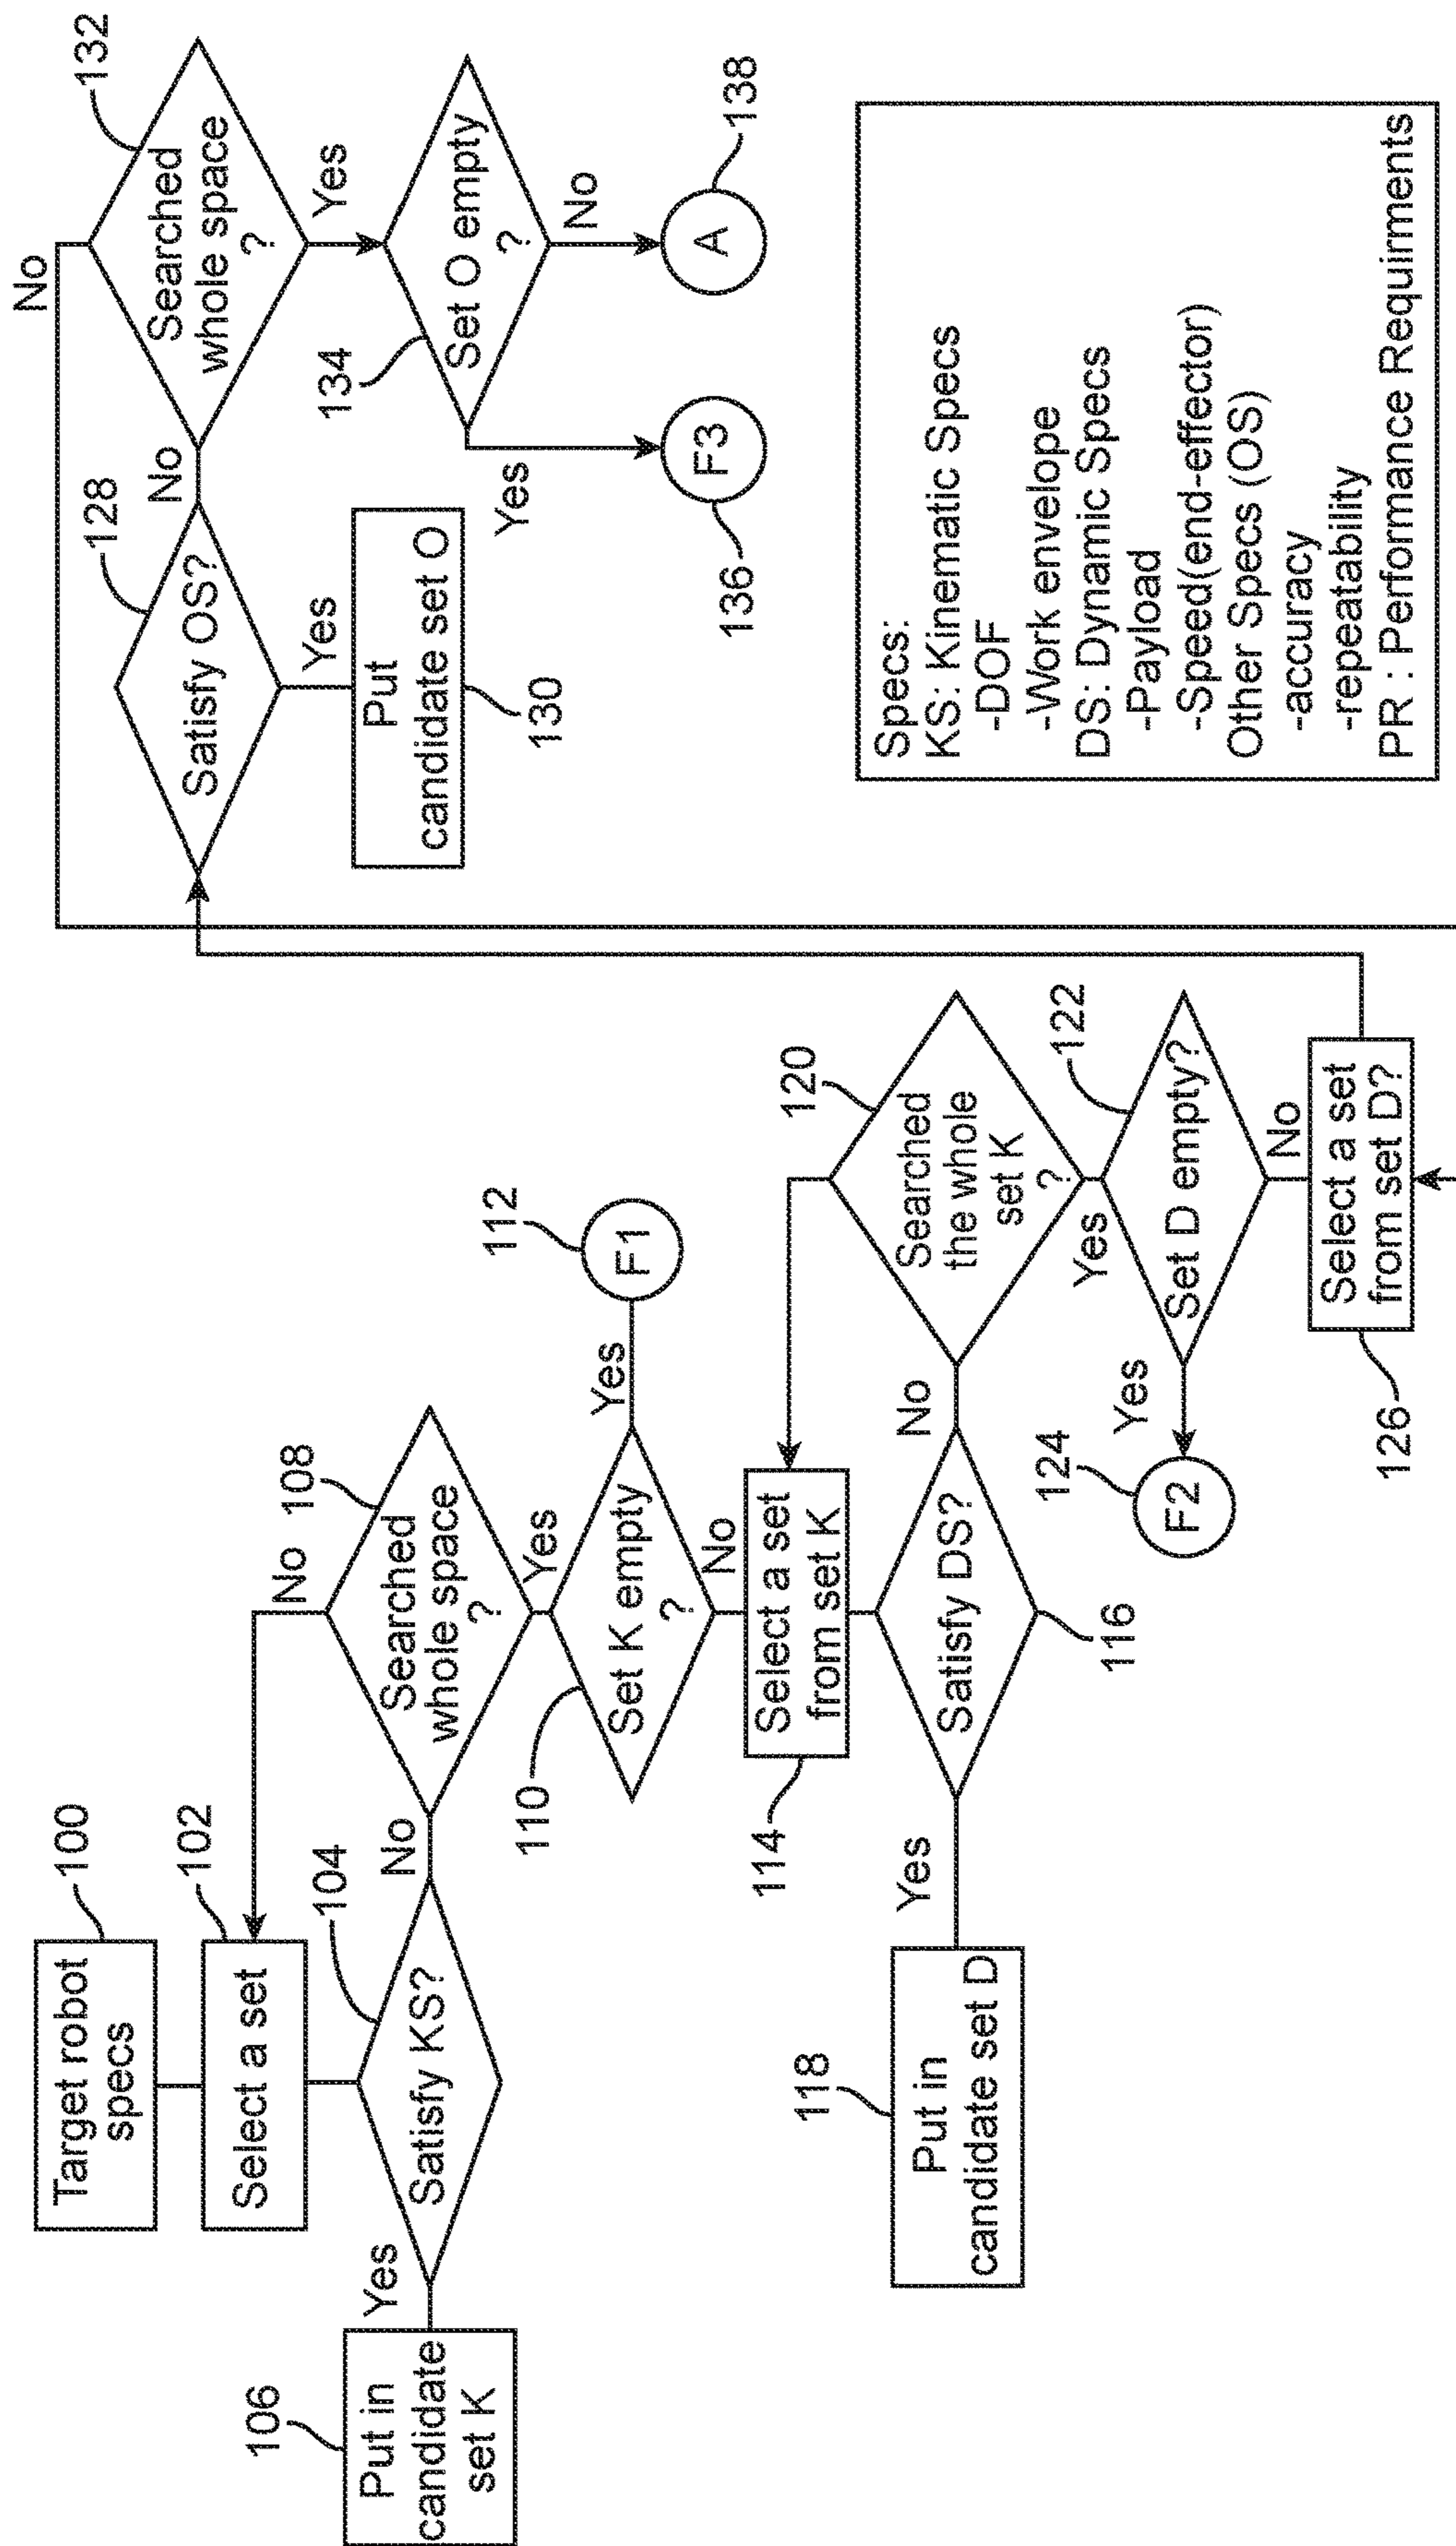 Target robot
specs
100
Select a set
102
Satisfy KS?
104
Yes
No
Put in
candidate
set K
106
Searched
whole space
?
108
No
Yes
Set K empty
?
110
Yes
F1
112
No
Select a set
from set K
114
Satisfy DS?
116
Yes
No
Put in
candidate set D
118
Searched
the whole
set K
?
120
Yes
Set D empty?
122
Yes
F2
124
No
Select a set
from set D?
126
Satisfy OS?
128
No
Yes
Put
candidate set O
130
Searched
whole space
?
132
No
Yes
Set O empty
?
134
Yes
F3
136
No
A
138
Specs:
KS: Kinematic Specs
-DOF
-Work envelope
DS: Dynamic Specs
-Payload
-Speed(end-effector)
Other Specs (OS)
-accuracy
-repeatability
PR : Performance Requirments